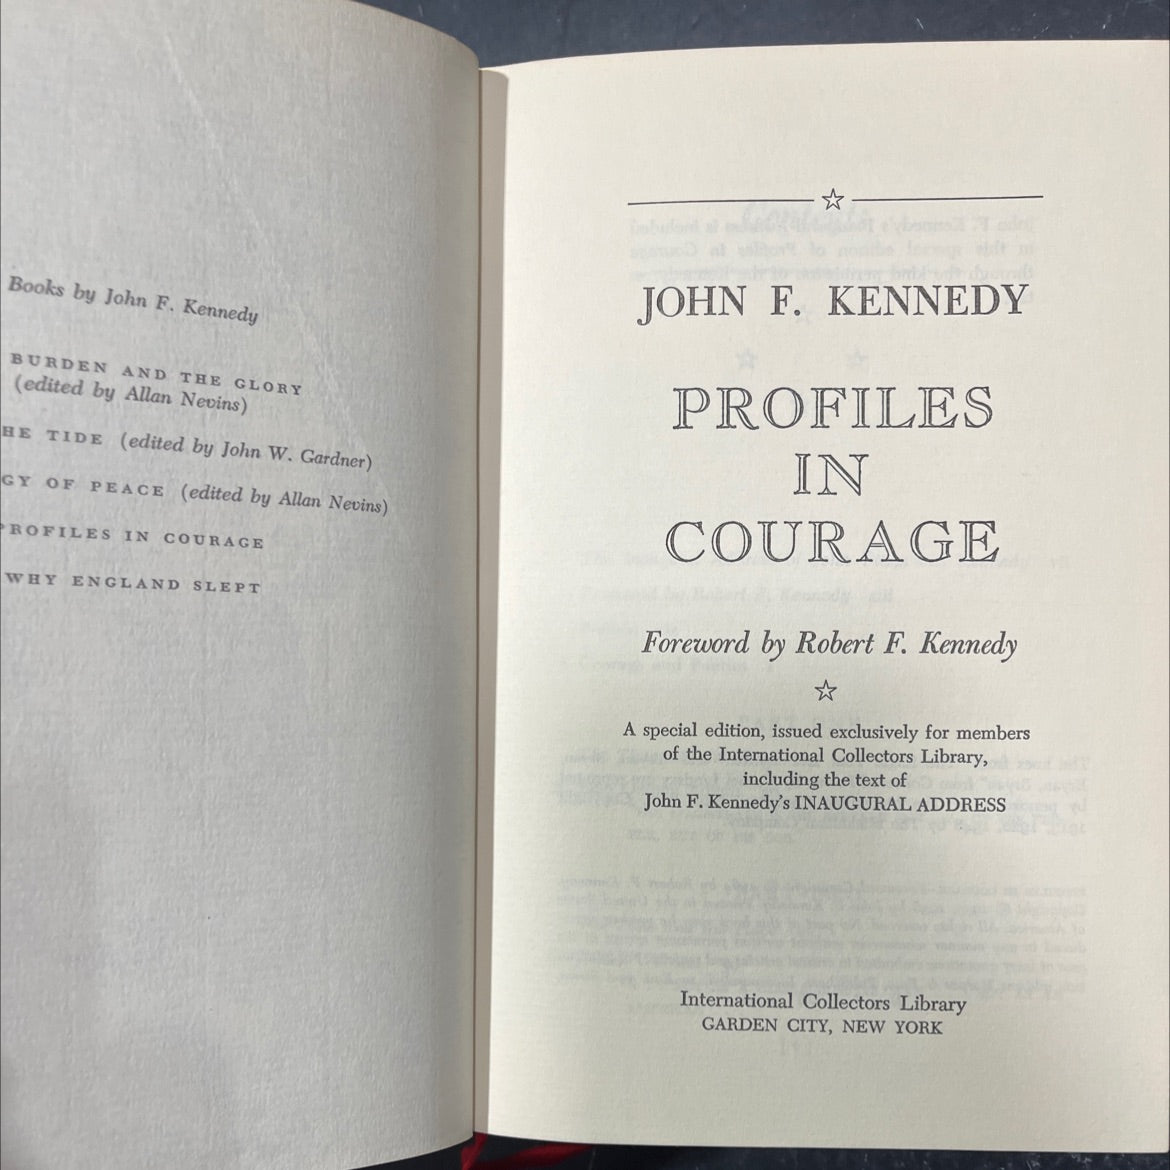 Books by John F. Kennedy
BURDEN AND THE GLORY
(edited by Allan Nevins)
HE TIDE (edited by John W. Gardner)
GY OF PEACE (edited by Allan Nevins)
PROFILES IN COURAGE
WHY ENGLAND SLEPT
JOHN F. KENNEDY
PROFILES
IN
COURAGE
Foreword by Robert F. Kennedy
A special edition, issued exclusively for members
of the International Collectors Library,
including the text of
John F. Kennedy's INAUGURAL ADDRESS
International Collectors Library
GARDEN CITY, NEW YORK